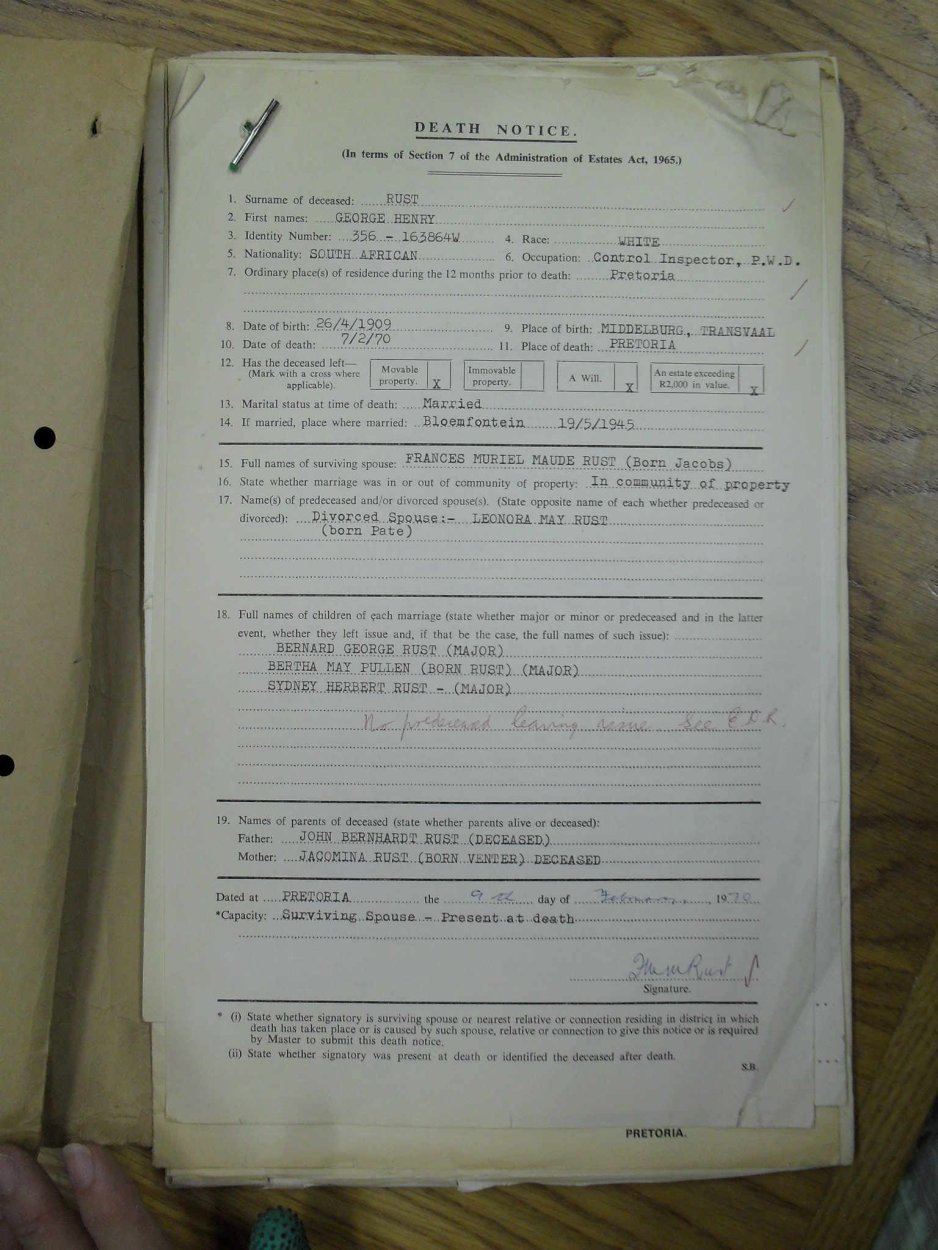 DEATH NOTICE.
(In terms of Section 7 of the Administration of Estates Act, 1965.)
1. Surname of deceased: RUST
2. First names: GEORGE HENRY
3. Identity Number: 356 - 163864W 4. Race: WHITE
5. Nationality: SOUTH AFRICAN 6. Occupation: Control Inspector, P.W.D.
7. Ordinary place(s) of residence during the 12 months prior to death: Pretoria
8. Date of birth: 26/4/1909 9. Place of birth: MIDDELBURG, TRANSVAAL
10. Date of death: 7/2/70 11. Place of death: PRETORIA
12. Has the deceased left— (Mark with a cross where applicable). Movable property. X Immovable property. A Will. X An estate exceeding R2,000 in value. X
13. Marital status at time of death: Married
14. If married, place where married: Bloemfontein 19/5/1945
15. Full names of surviving spouse: FRANCES MURIEL MAUDE RUST (Born Jacobs)
16. State whether marriage was in or out of community of property: In community of property
17. Name(s) of predeceased and/or divorced spouse(s). (State opposite name of each whether predeceased or
divorced): Divorced Spouse:- LEONORA MAY RUST
(born Pate)
18. Full names of children of each marriage (state whether major or minor or predeceased and in the latter
event, whether they left issue and, if that be the case, the full names of such issue):
BERNARD GEORGE RUST (MAJOR)
BERTHA MAY PULLEN (BORN RUST) (MAJOR)
SYDNEY HERBERT RUST - (MAJOR)
No predeceased leaving issue. See
19. Names of parents of deceased (state whether parents alive or deceased):
Father: JOHN BERNHARDT RUST (DECEASED)
Mother: JACOMINA RUST (BORN VENTER) DECEASED
Dated at PRETORIA the 9th day of February, 1970
*Capacity: Surviving Spouse - Present at death
Signature.
* (i) State whether signatory is surviving spouse or nearest relative or connection residing in district in which
death has taken place or is caused by such spouse, relative or connection to give this notice or is required
by Master to submit this death notice.
(ii) State whether signatory was present at death or identified the deceased after death.
S.B.
PRETORIA.